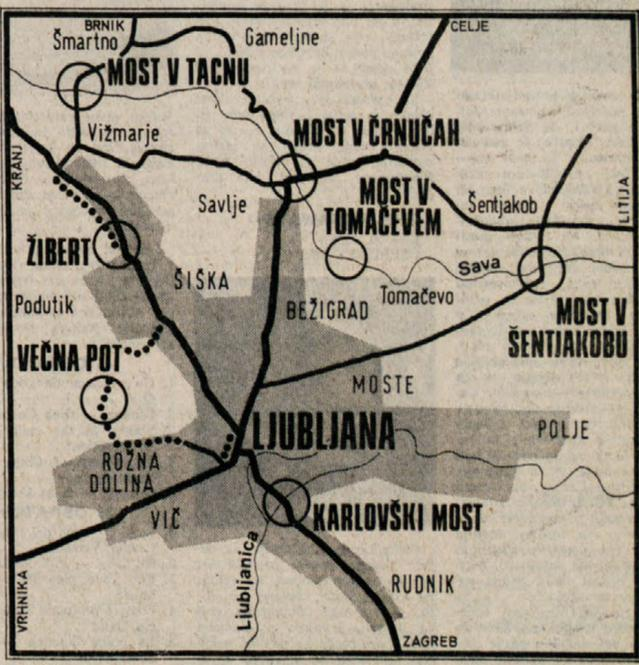 BRNIK
CELJE
Šmartno
Gameljne
MOST V TACNU
Vižmarje
MOST V ČRNUČAH
KRANJ
MOST V
TOMAČEVEM
Savlje
Šentjakob
LITIJA
ŽIBERT
ŠIŠKA
Sava
Podutik
BEŽIGRAD
Tomačevo
MOST V
ŠENTJAKOBU
VEČNA POT
MOSTE
LJUBLJANA
POLJE
ROŽNA
DOLINA
VIČ
KARLOVŠKI MOST
Ljubljanica
VRHNIKA
RUDNIK
ZAGREB